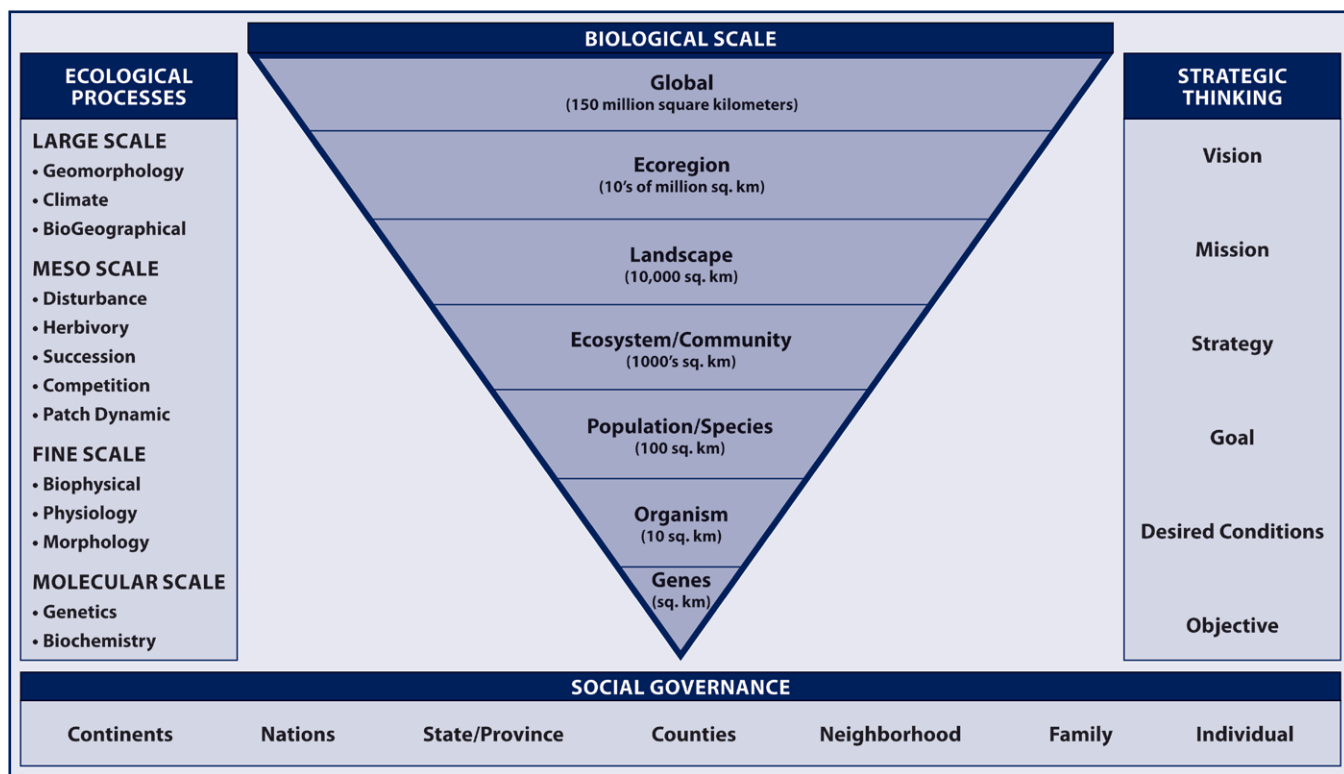 BIOLOGICAL SCALE
ECOLOGICAL
PROCESSES
LARGE SCALE
• Geomorphology
• Climate
• BioGeographical
MESO SCALE
• Disturbance
• Herbivory
• Succession
• Competition
• Patch Dynamic
FINE SCALE
• Biophysical
• Physiology
• Morphology
MOLECULAR SCALE
• Genetics
• Biochemistry
Global
(150 million square kilometers)
Ecoregion
(10's of million sq. km)
Landscape
(10,000 sq. km)
Ecosystem/Community
(1000's sq. km)
Population/Species
(100 sq. km)
Organism
(10 sq. km)
Genes
(sq. km)
STRATEGIC
THINKING
Vision
Mission
Strategy
Goal
Desired Conditions
Objective
SOCIAL GOVERNANCE
Continents Nations State/Province Counties Neighborhood Family Individual